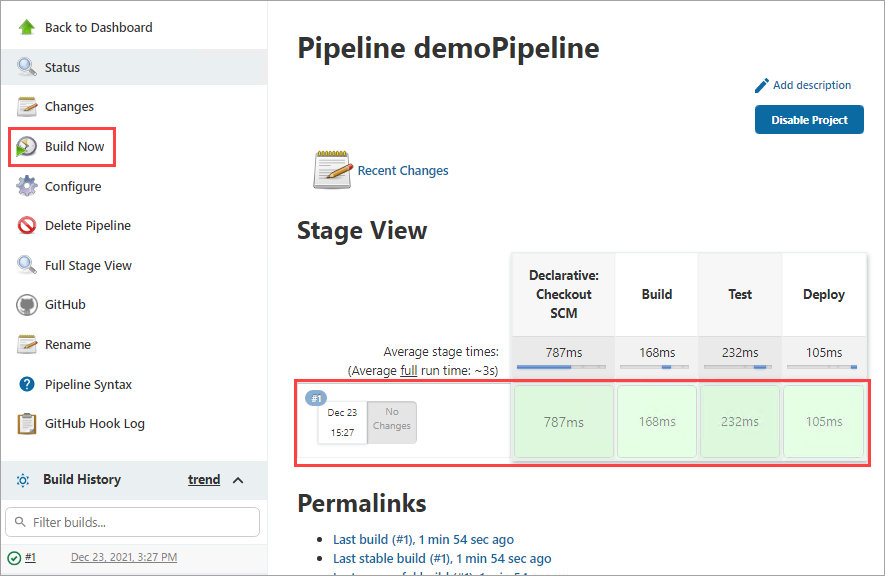 Back to Dashboard
Status
Changes
Build Now
Configure
Delete Pipeline
Full Stage View
GitHub
Rename
Pipeline Syntax
GitHub Hook Log
Build History trend
Filter builds...
#1 Dec 23, 2021, 3:27 PM
Pipeline demoPipeline
Add description
Disable Project
Recent Changes
Stage View
Declarative:
Checkout
SCM
Build
Test
Deploy
Average stage times:
(Average full run time: ~3s)
787ms
168ms
232ms
105ms
#1
Dec 23
15:27
No
Changes
787ms
168ms
232ms
105ms
Permalinks
Last build (#1), 1 min 54 sec ago
Last stable build (#1), 1 min 54 sec ago